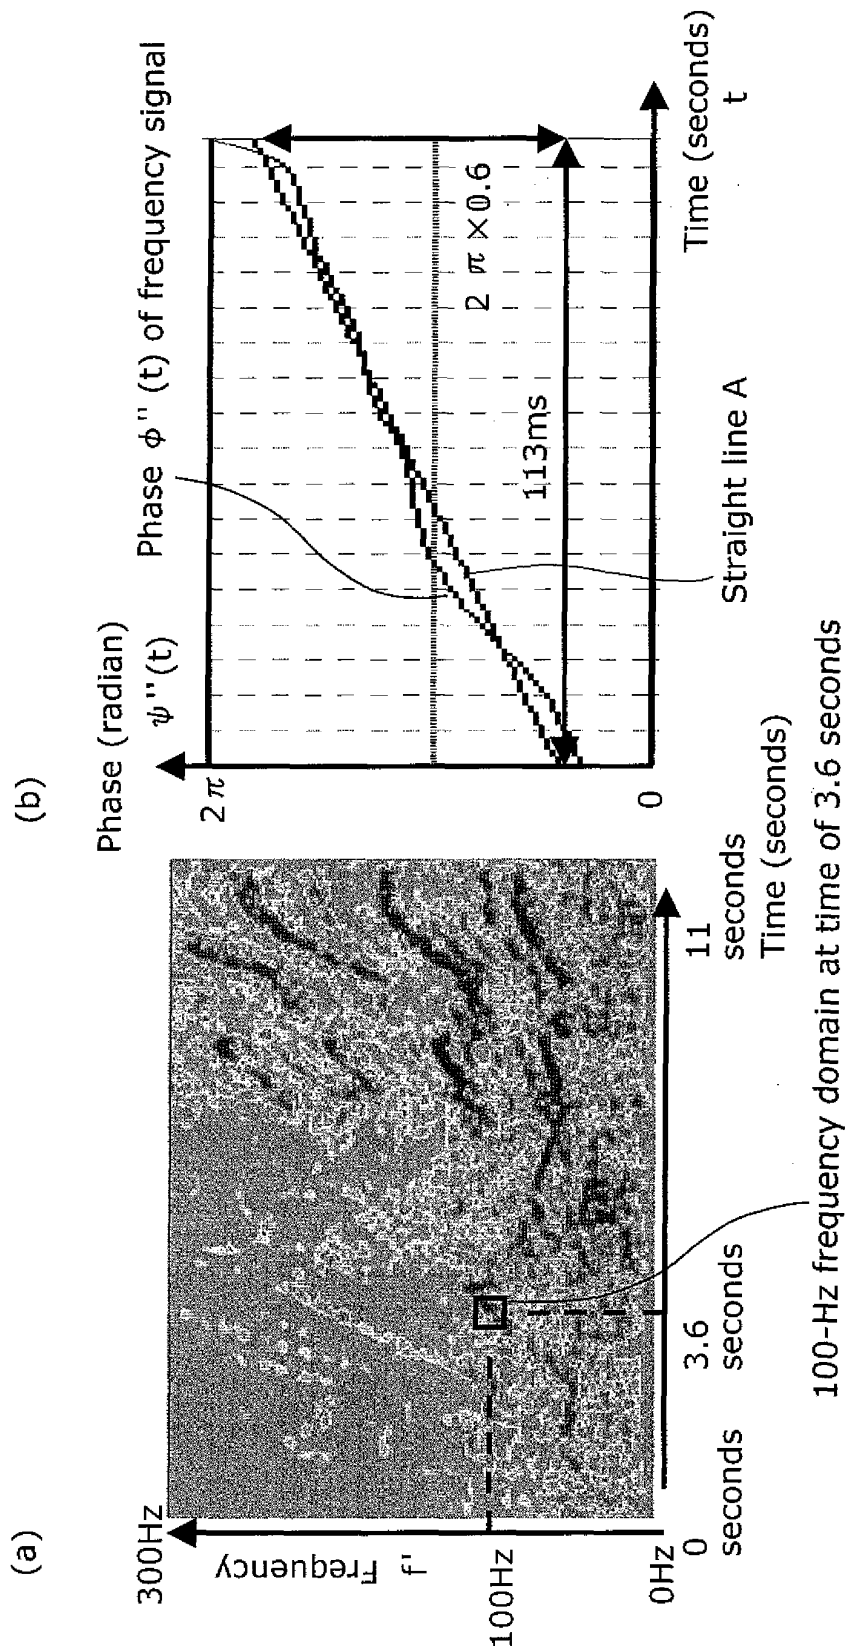 (a)
300Hz
Frequency
f'
100Hz
0Hz
0
seconds
3.6
seconds
11
seconds
Time (seconds)
100-Hz frequency domain at time of 3.6 seconds
(b)
Phase (radian)
ψ''(t)
Phase ϕ''(t) of frequency signal
2π
0
2π×0.6
113ms
Straight line A
Time (seconds)
t